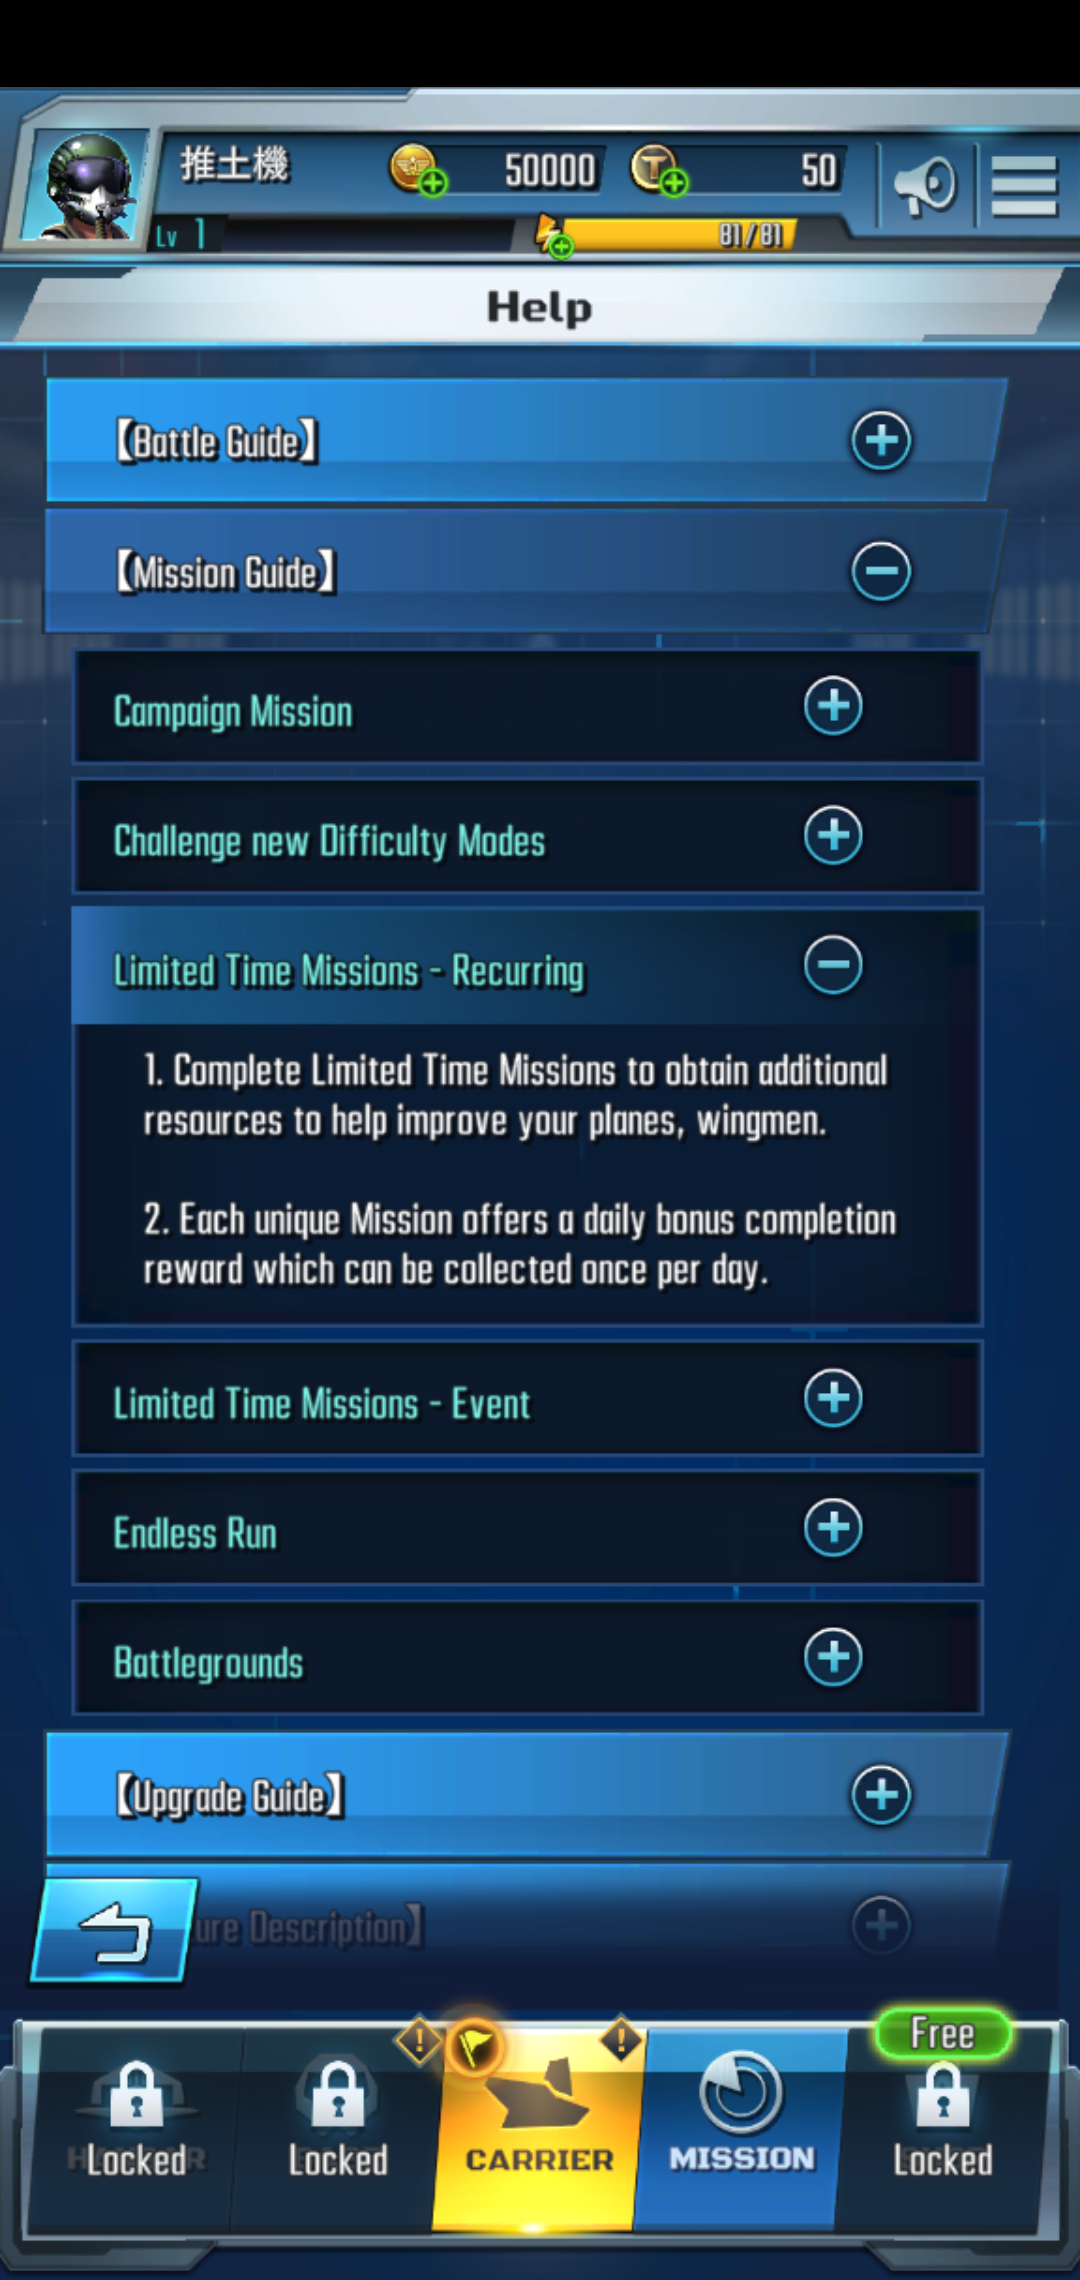 推土機
50000
50
Lv 1
81/81
Help
【Battle Guide】
【Mission Guide】
Campaign Mission
Challenge new Difficulty Modes
Limited Time Missions - Recurring
1. Complete Limited Time Missions to obtain additional
resources to help improve your planes, wingmen.
2. Each unique Mission offers a daily bonus completion
reward which can be collected once per day.
Limited Time Missions - Event
Endless Run
Battlegrounds
【Upgrade Guide】
Description】
Free
Locked
Locked
CARRIER
MISSION
Locked